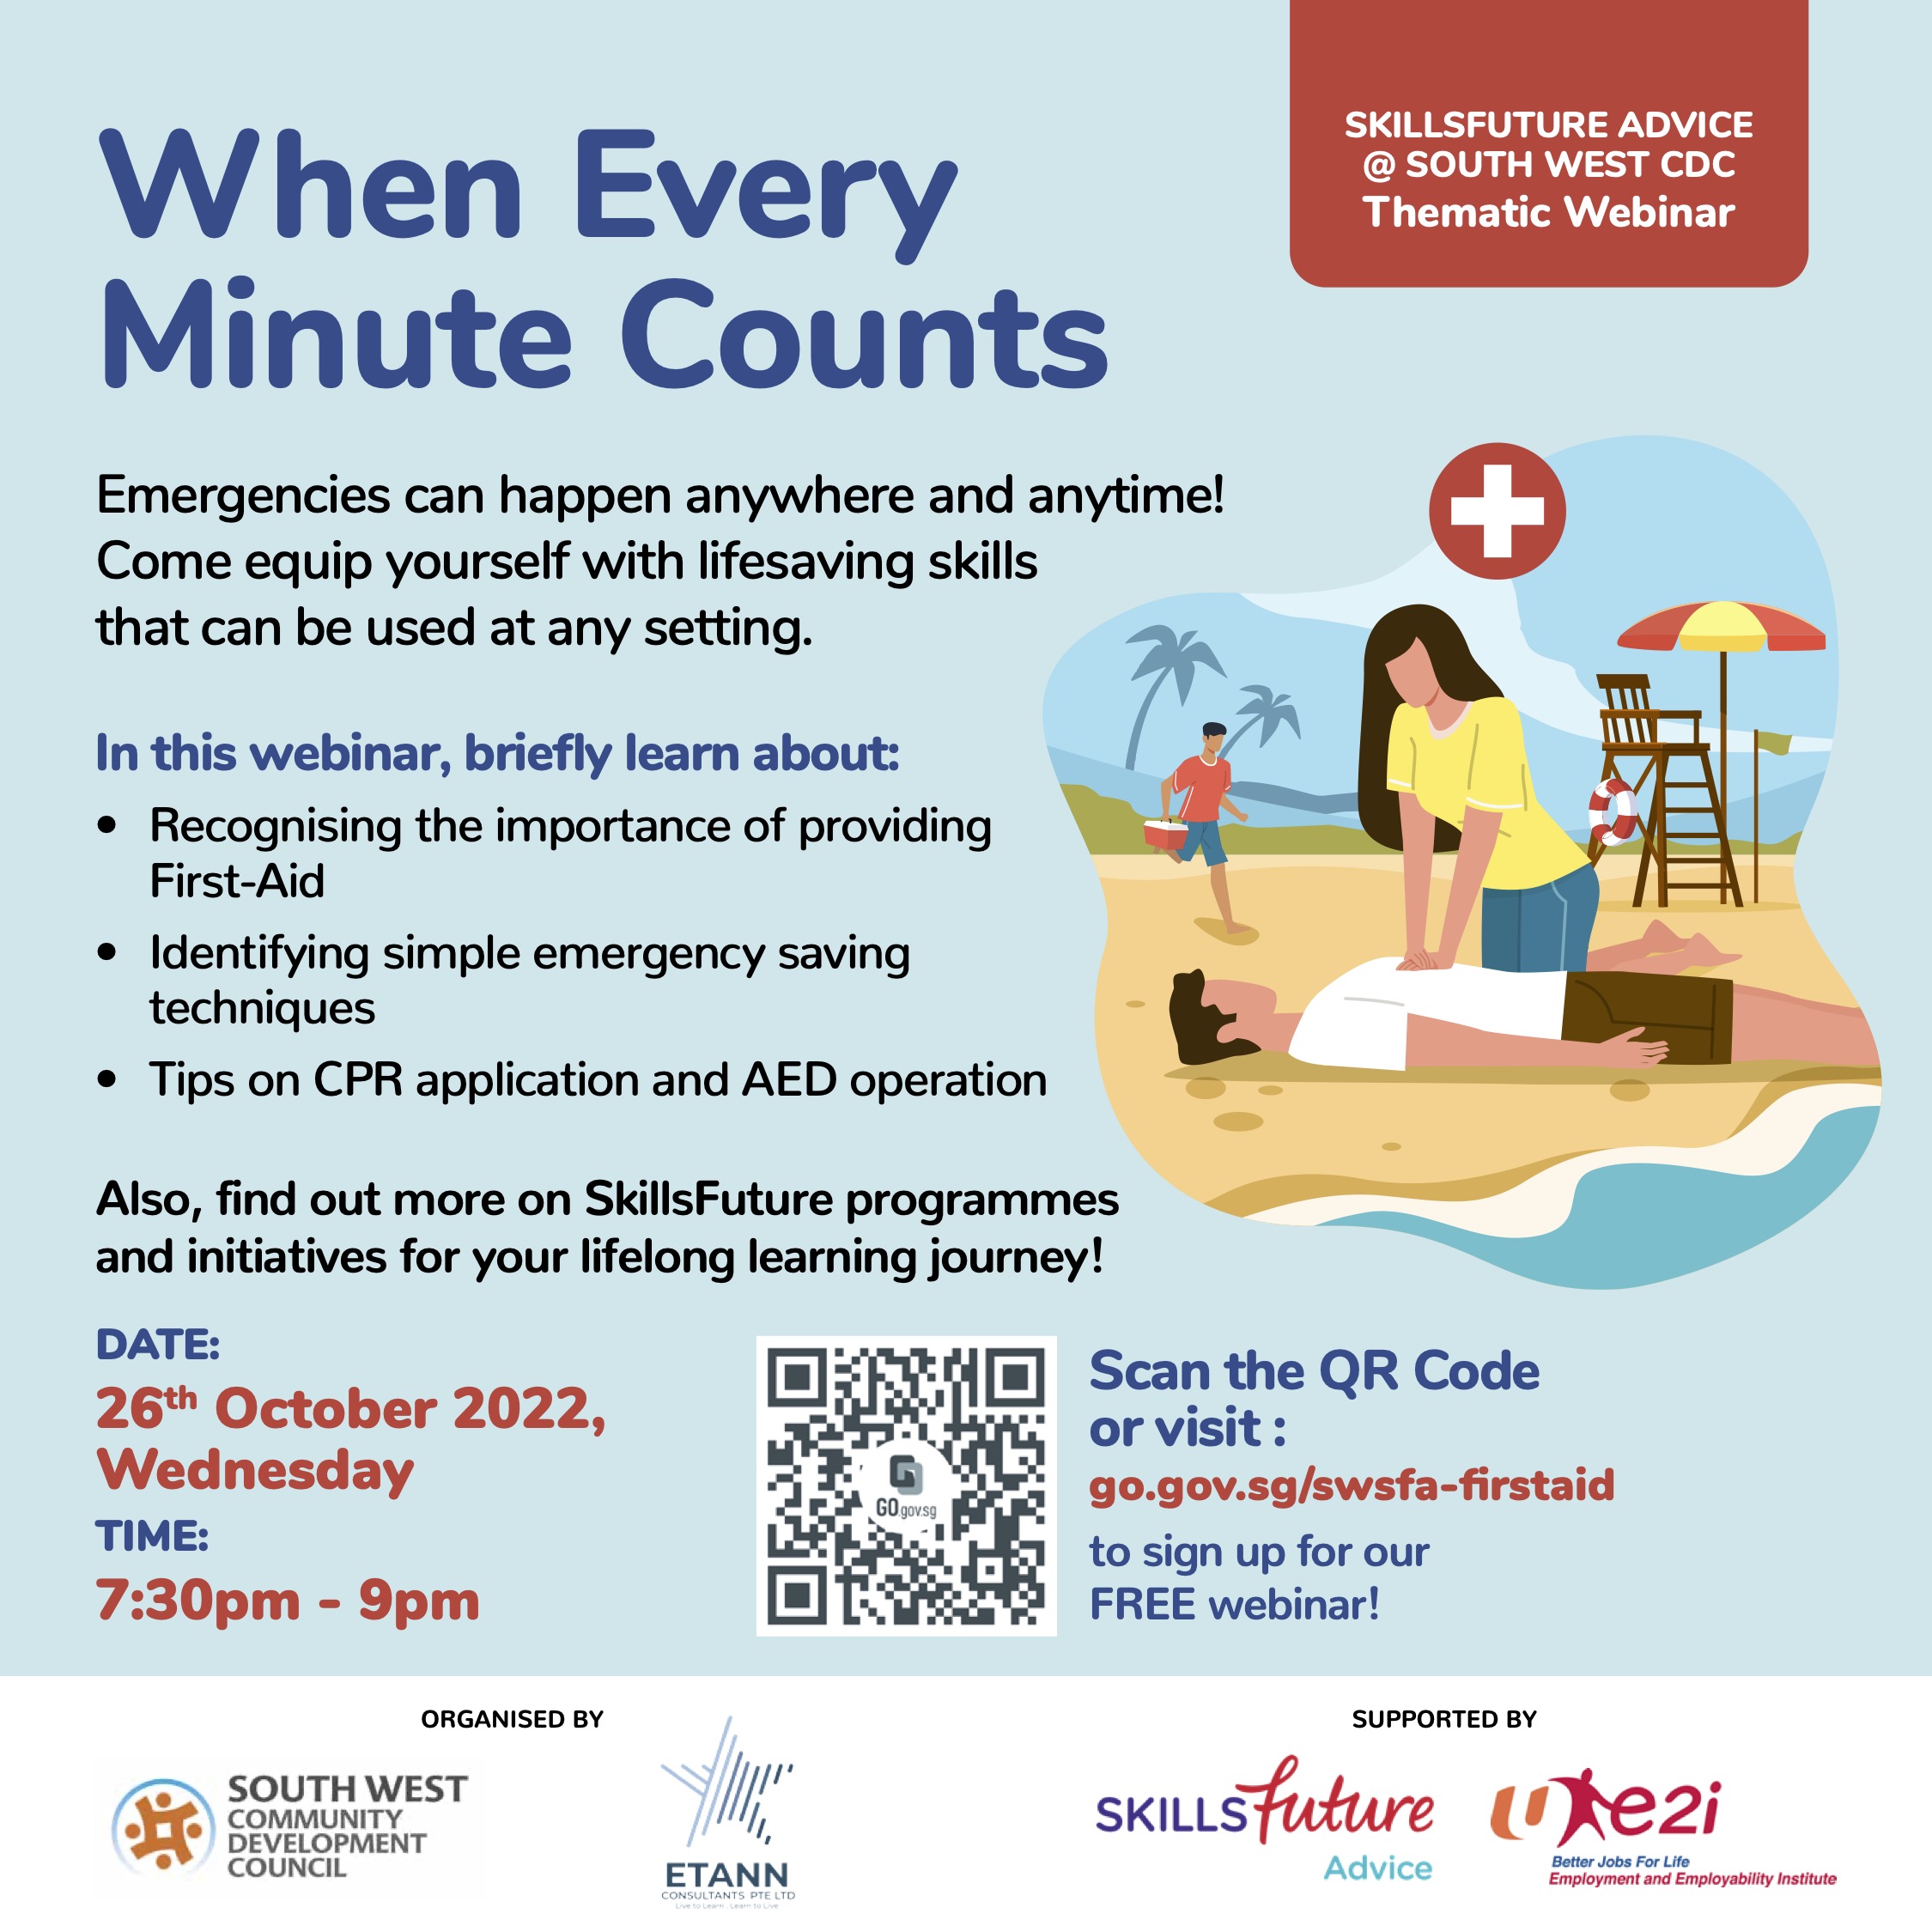 When Every
Minute Counts
SKILLSFUTURE ADVICE
@ SOUTH WEST CDC
Thematic Webinar
Emergencies can happen anywhere and anytime!
Come equip yourself with lifesaving skills
that can be used at any setting.
In this webinar, briefly learn about:
• Recognising the importance of providing
First-Aid
• Identifying simple emergency saving
techniques
• Tips on CPR application and AED operation
Also, find out more on SkillsFuture programmes
and initiatives for your lifelong learning journey!
DATE:
26th October 2022,
Wednesday
TIME:
7:30pm - 9pm
GO.gov.sg
Scan the QR Code
or visit :
go.gov.sg/swsfa-firstaid
to sign up for our
FREE webinar!
ORGANISED BY
SOUTH WEST
COMMUNITY
DEVELOPMENT
COUNCIL
ETANN
CONSULTANTS PTE LTD
Live to Learn . Learn to Live
SUPPORTED BY
SKILLSfuture
Advice
U e2i
Better Jobs For Life
Employment and Employability Institute